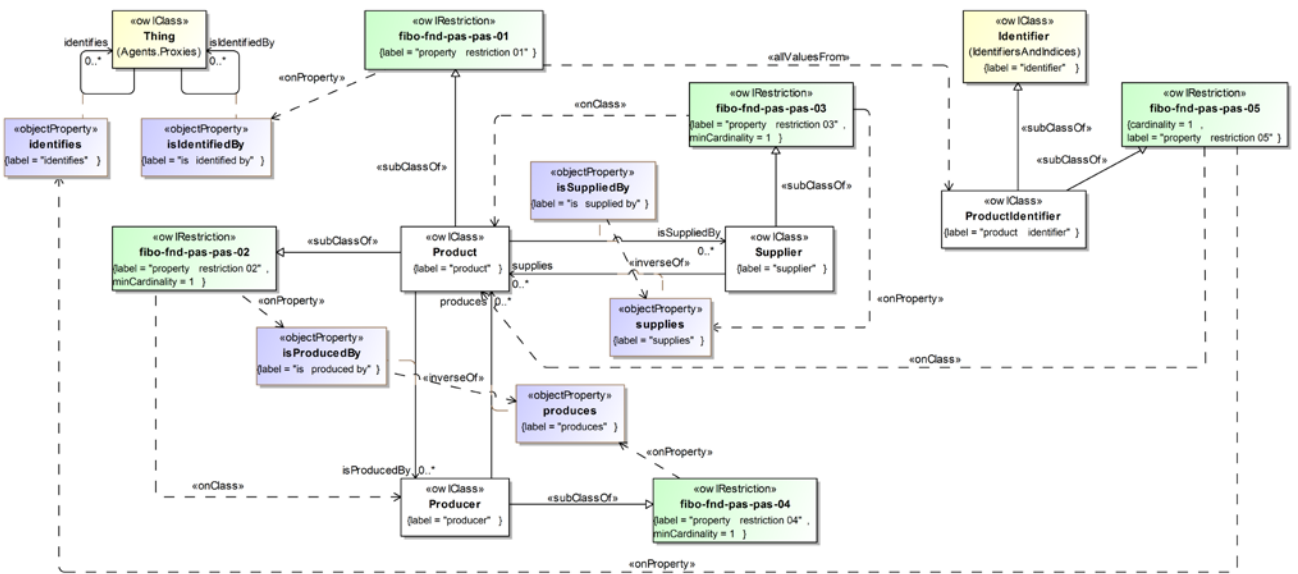 «owlClass»
Thing
(Agents.Proxies)
identifies
0..*
isIdentifiedBy
0..*
«owlRestriction»
fibo-fnd-pas-pas-01
{label = "property restriction 01" }
«owlClass»
Identifier
(IdentifiersAndIndices)
{label = "identifier" }
«onProperty»
«allValuesFrom»
«objectProperty»
identifies
{label = "identifies" }
«objectProperty»
isIdentifiedBy
{label = "is identified by" }
«onClass»
«owlRestriction»
fibo-fnd-pas-pas-03
{label = "property restriction 03" ,
minCardinality = 1 }
«owlRestriction»
fibo-fnd-pas-pas-05
{cardinality = 1 ,
label = "property restriction 05" }
«subClassOf»
«subClassOf»
«subClassOf»
«objectProperty»
isSuppliedBy
{label = "is supplied by" }
«subClassOf»
«owlClass»
ProductIdentifier
{label = "product identifier" }
«owlRestriction»
fibo-fnd-pas-pas-02
{label = "property restriction 02" ,
minCardinality = 1 }
«subClassOf»
«owlClass»
Product
{label = "product" }
isSuppliedBy
0..*
«owlClass»
Supplier
{label = "supplier" }
supplies
0..*
«inverseOf»
«onProperty»
produces
0..*
«objectProperty»
supplies
{label = "supplies" }
«onProperty»
«objectProperty»
isProducedBy
{label = "is produced by" }
«onClass»
«inverseOf»
«objectProperty»
produces
{label = "produces" }
«onProperty»
isProducedBy
0..*
«onClass»
«owlClass»
Producer
{label = "producer" }
«subClassOf»
«owlRestriction»
fibo-fnd-pas-pas-04
{label = "property restriction 04" ,
minCardinality = 1 }
«onProperty»